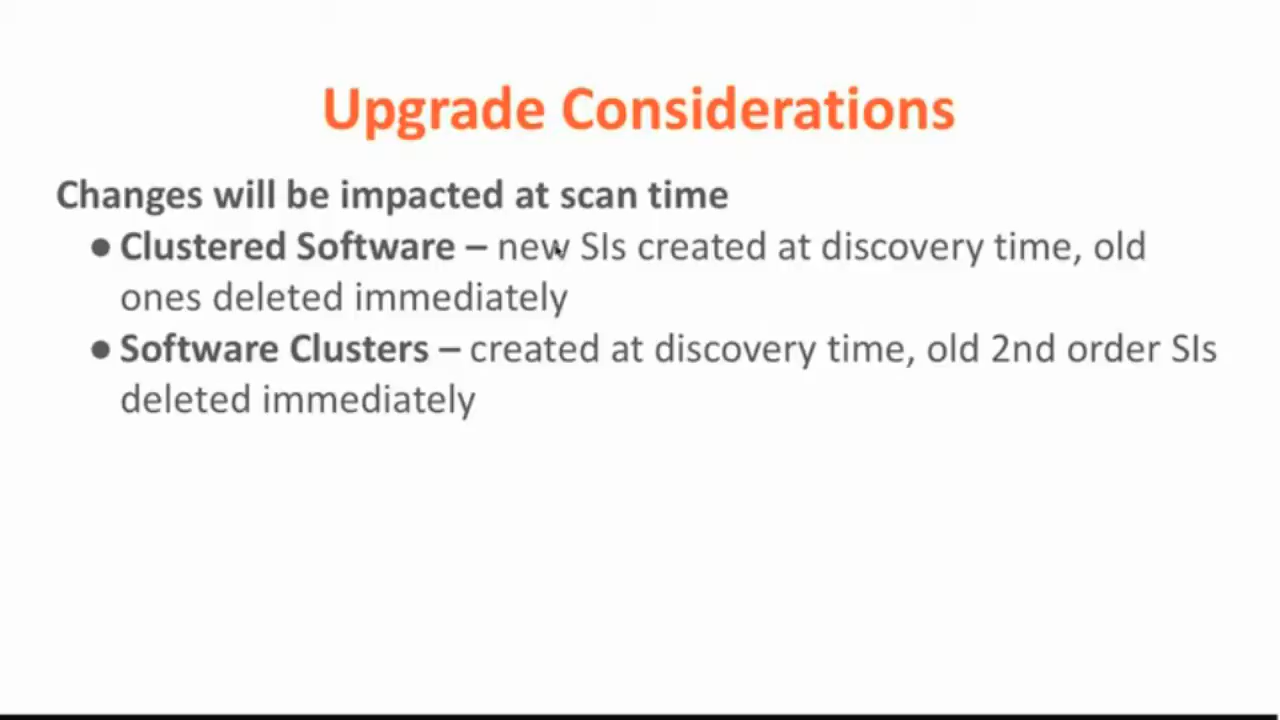 Upgrade Considerations
Changes will be impacted at scan time
● Clustered Software – new SIs created at discovery time, old
ones deleted immediately
● Software Clusters – created at discovery time, old 2nd order SIs
deleted immediately